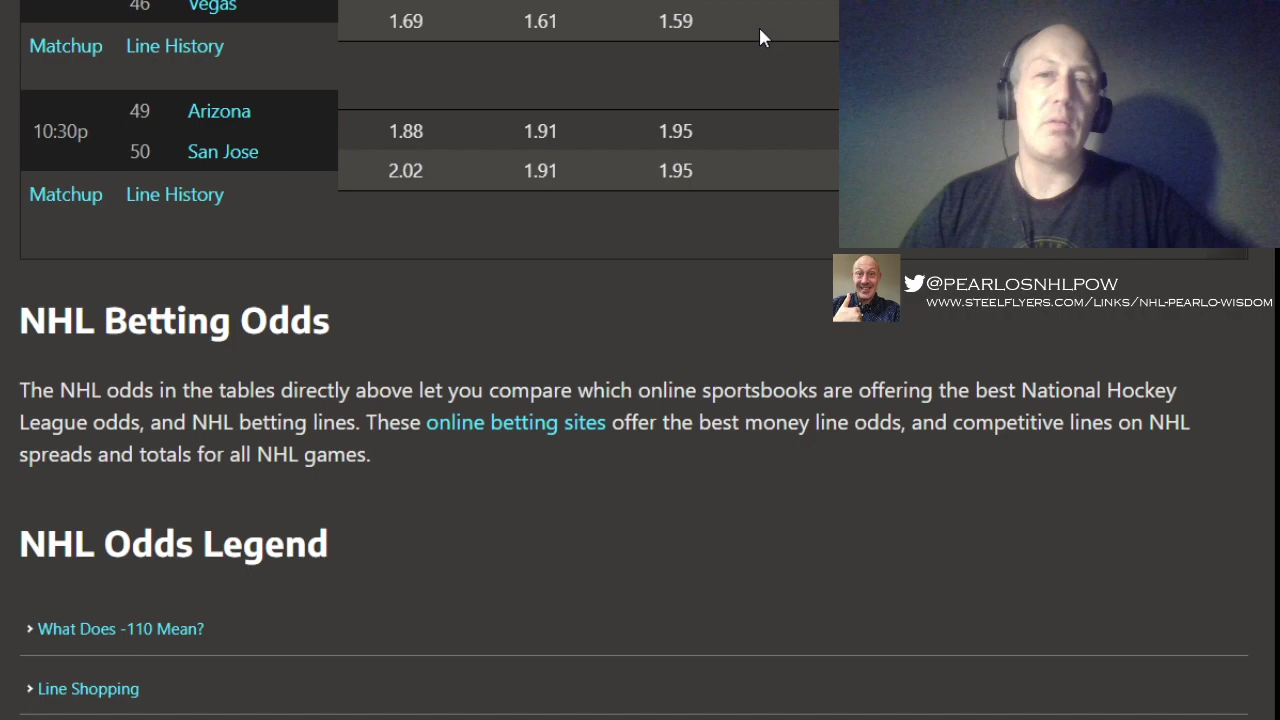 46 Vegas
1.69 1.61 1.59
Matchup Line History
49 Arizona
10:30p
1.88 1.91 1.95
50 San Jose
2.02 1.91 1.95
Matchup Line History
@PEARLOSNHLPOW
WWW.STEELFLYERS.COM/LINKS/NHL-PEARLO-WISDOM
NHL Betting Odds
The NHL odds in the tables directly above let you compare which online sportsbooks are offering the best National Hockey
League odds, and NHL betting lines. These online betting sites offer the best money line odds, and competitive lines on NHL
spreads and totals for all NHL games.
NHL Odds Legend
What Does -110 Mean?
Line Shopping